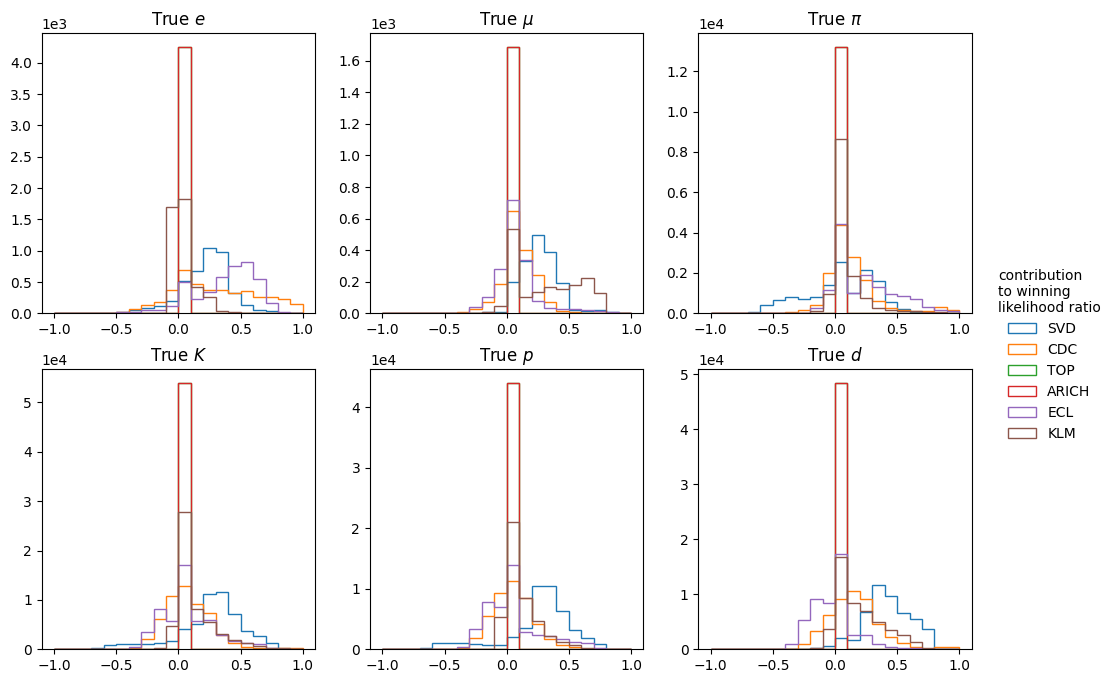 True e
True μ
True π
1e3
1e3
1e4
4.0
3.5
3.0
2.5
2.0
1.5
1.0
0.5
0.0
1.6
1.4
1.2
1.0
0.8
0.6
0.4
0.2
0.0
1.2
1.0
0.8
0.6
0.4
0.2
0.0
−1.0 −0.5 0.0 0.5 1.0
−1.0 −0.5 0.0 0.5 1.0
−1.0 −0.5 0.0 0.5 1.0
contribution
to winning
likelihood ratio
SVD
CDC
TOP
ARICH
ECL
KLM
True K
True p
True d
1e4
1e4
1e4
5
4
3
2
1
0
4
3
2
1
0
5
4
3
2
1
0
−1.0 −0.5 0.0 0.5 1.0
−1.0 −0.5 0.0 0.5 1.0
−1.0 −0.5 0.0 0.5 1.0